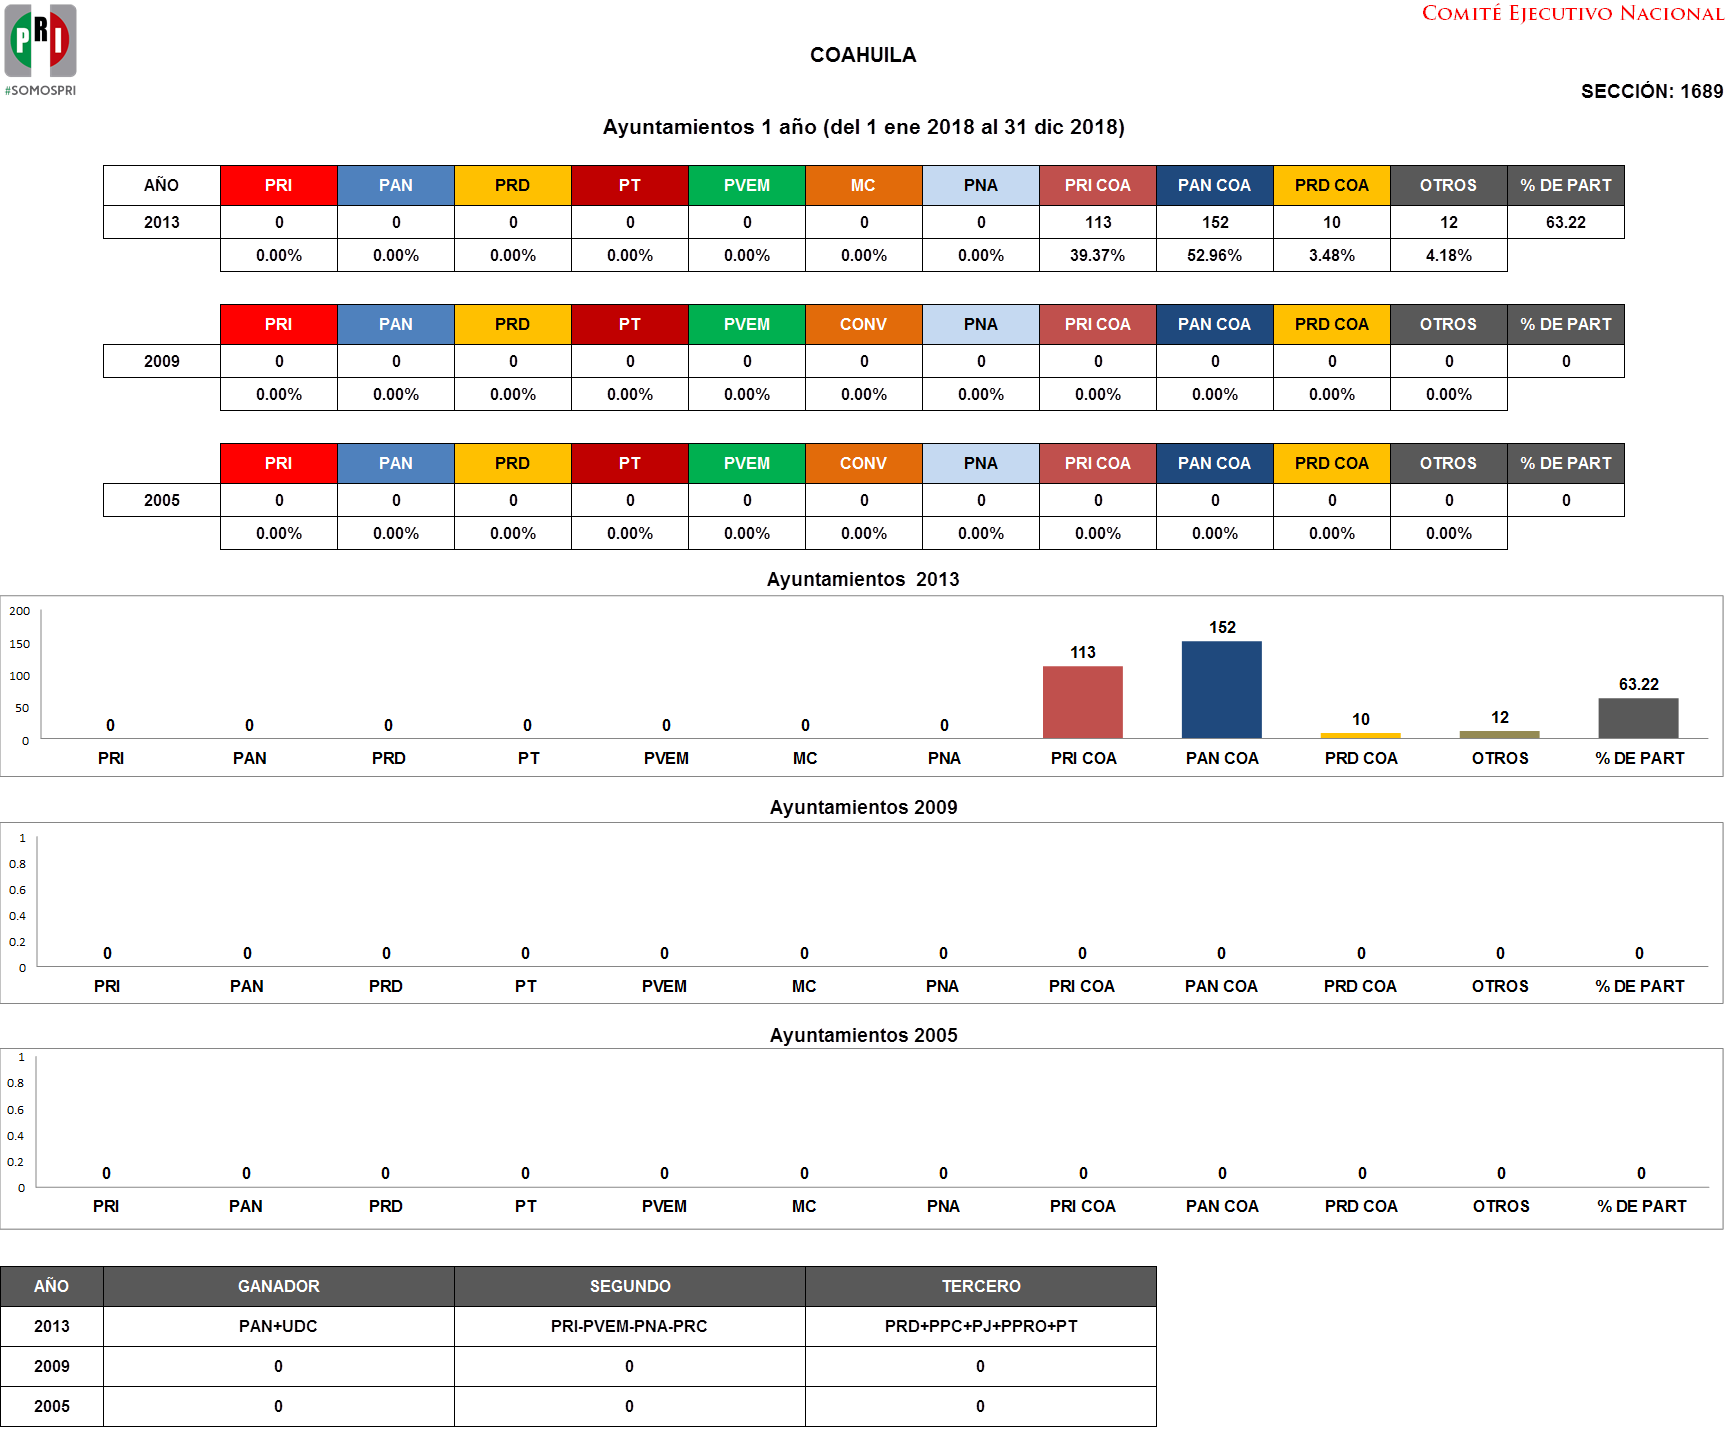 COMITÉ EJECUTIVO NACIONAL
PRI
#SOMOSPRI
COAHUILA
SECCIÓN: 1689
Ayuntamientos 1 año (del 1 ene 2018 al 31 dic 2018)
AÑO PRI PAN PRD PT PVEM MC PNA PRI COA PAN COA PRD COA OTROS % DE PART
2013 0 0 0 0 0 0 0 113 152 10 12 63.22
0.00% 0.00% 0.00% 0.00% 0.00% 0.00% 0.00% 39.37% 52.96% 3.48% 4.18%
PRI PAN PRD PT PVEM CONV PNA PRI COA PAN COA PRD COA OTROS % DE PART
2009 0 0 0 0 0 0 0 0 0 0 0 0
0.00% 0.00% 0.00% 0.00% 0.00% 0.00% 0.00% 0.00% 0.00% 0.00% 0.00%
PRI PAN PRD PT PVEM CONV PNA PRI COA PAN COA PRD COA OTROS % DE PART
2005 0 0 0 0 0 0 0 0 0 0 0 0
0.00% 0.00% 0.00% 0.00% 0.00% 0.00% 0.00% 0.00% 0.00% 0.00% 0.00%
Ayuntamientos 2013
200
150
100
50
0
0 0 0 0 0 0 0 113 152 10 12 63.22
PRI PAN PRD PT PVEM MC PNA PRI COA PAN COA PRD COA OTROS % DE PART
Ayuntamientos 2009
1
0.8
0.6
0.4
0.2
0
0 0 0 0 0 0 0 0 0 0 0 0
PRI PAN PRD PT PVEM MC PNA PRI COA PAN COA PRD COA OTROS % DE PART
Ayuntamientos 2005
1
0.8
0.6
0.4
0.2
0
0 0 0 0 0 0 0 0 0 0 0 0
PRI PAN PRD PT PVEM MC PNA PRI COA PAN COA PRD COA OTROS % DE PART
AÑO GANADOR SEGUNDO TERCERO
2013 PAN+UDC PRI-PVEM-PNA-PRC PRD+PPC+PJ+PPRO+PT
2009 0 0 0
2005 0 0 0